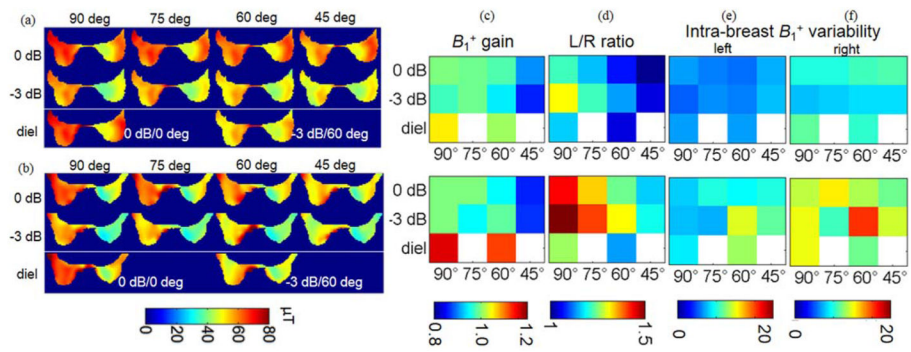 (a) 90 deg 75 deg 60 deg 45 deg
0 dB
-3 dB
diel 0 dB/0 deg -3 dB/60 deg
(b) 90 deg 75 deg 60 deg 45 deg
0 dB
-3 dB
diel 0 dB/0 deg -3 dB/60 deg
0 20 40 60 80 μT
(c) (d) (e) (f)
B₁⁺ gain L/R ratio Intra-breast B₁⁺ variability
left right
0 dB
-3 dB
diel
90° 75° 60° 45° 90° 75° 60° 45° 90° 75° 60° 45° 90° 75° 60° 45°
0 dB
-3 dB
diel
90° 75° 60° 45° 90° 75° 60° 45° 90° 75° 60° 45° 90° 75° 60° 45°
0.8 1.0 1.2 1 1.5 0 20 0 20